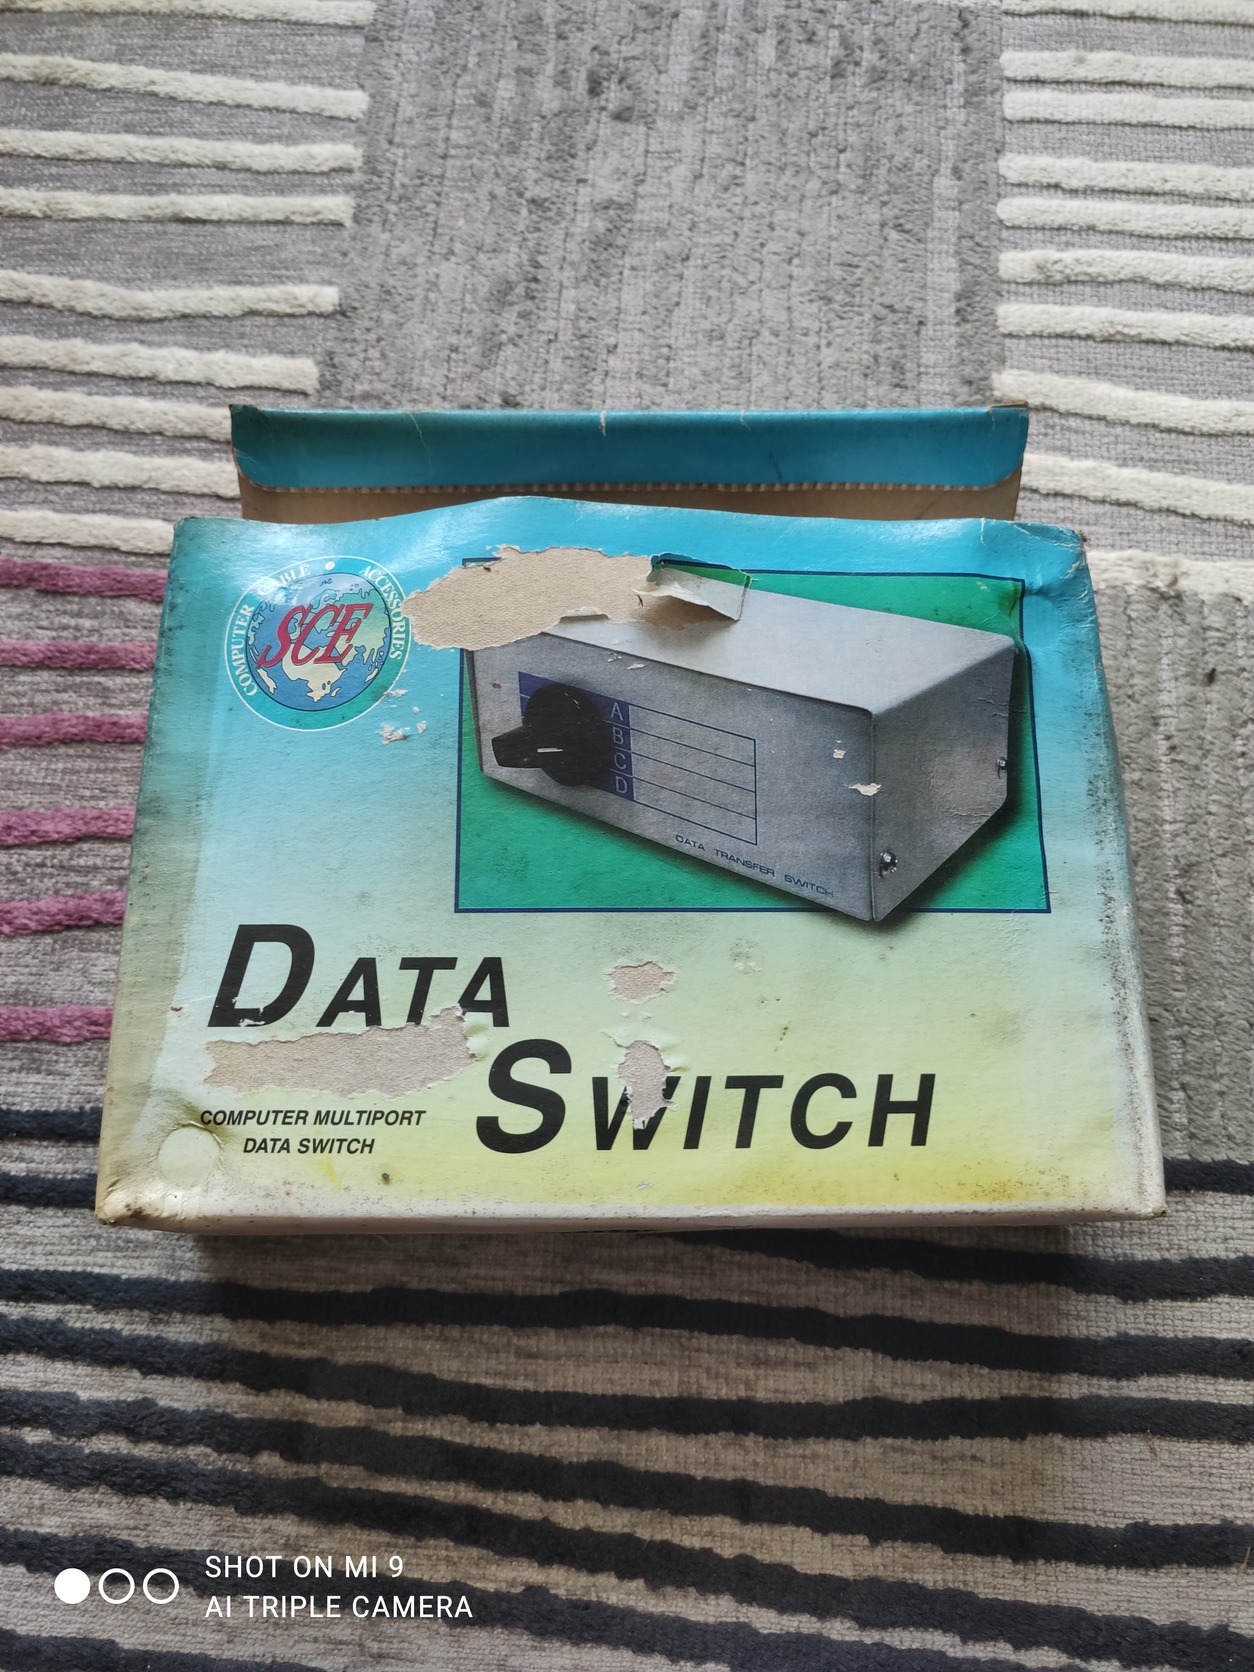 COMPUTER CABLE • ACCESSORIES
SCE
A
B
C
D
DATA TRANSFER SWITCH
DATA
SWITCH
COMPUTER MULTIPORT
DATA SWITCH
SHOT ON MI 9
AI TRIPLE CAMERA